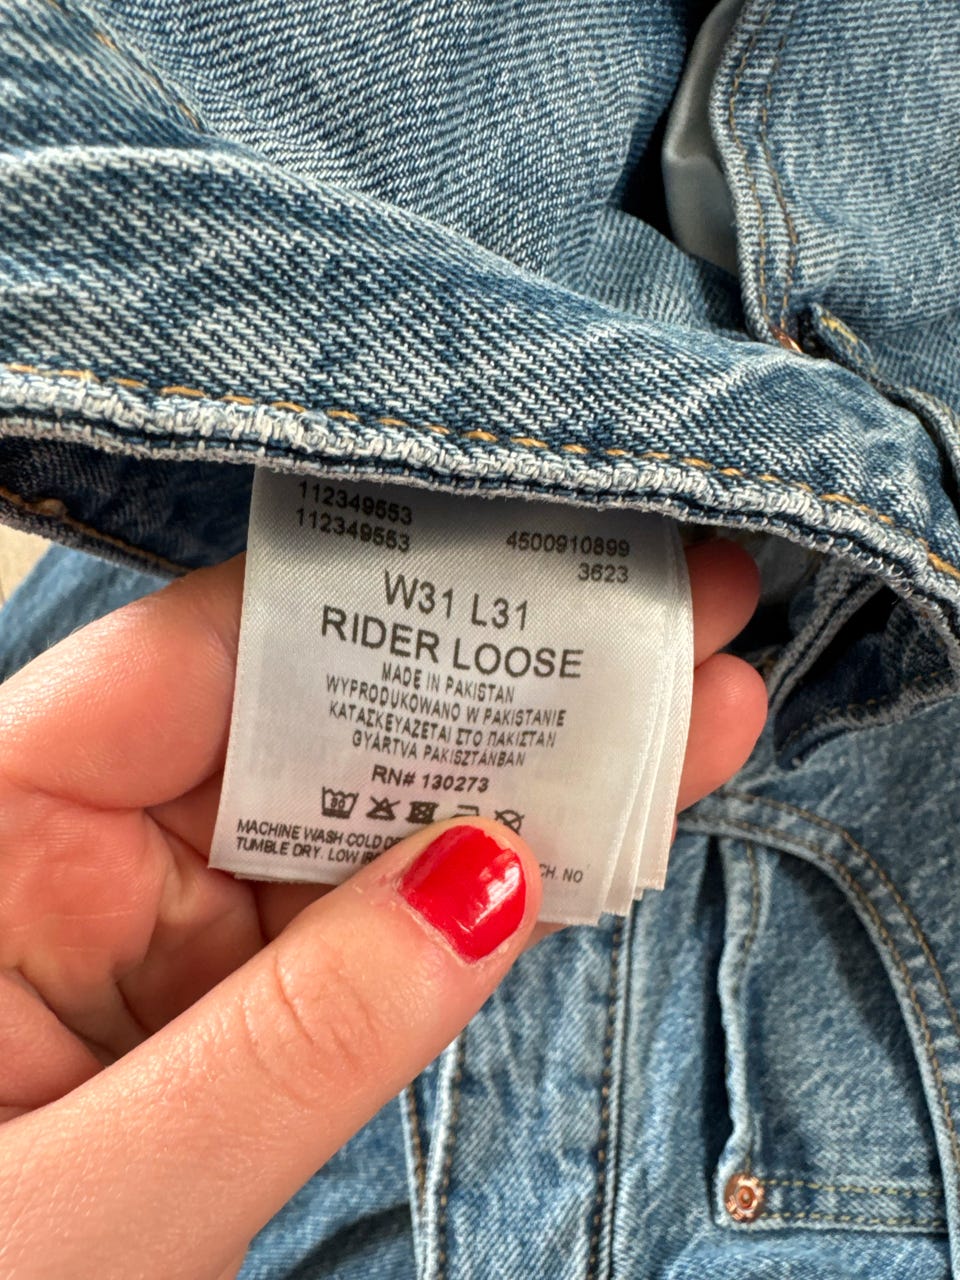 112349553
112349553
4500910899
3623
W31 L31
RIDER LOOSE
MADE IN PAKISTAN
WYPRODUKOWANO W PAKISTANIE
ΚΑΤΑΣΚΕΥΑΖΕΤΑΙ ΣΤΟ ΠΑΚΙΣΤΑΝ
GYÁRTVA PAKISZTÁNBAN
RN# 130273
30
MACHINE WASH COLD
TUMBLE DRY. LOW
CH. NO